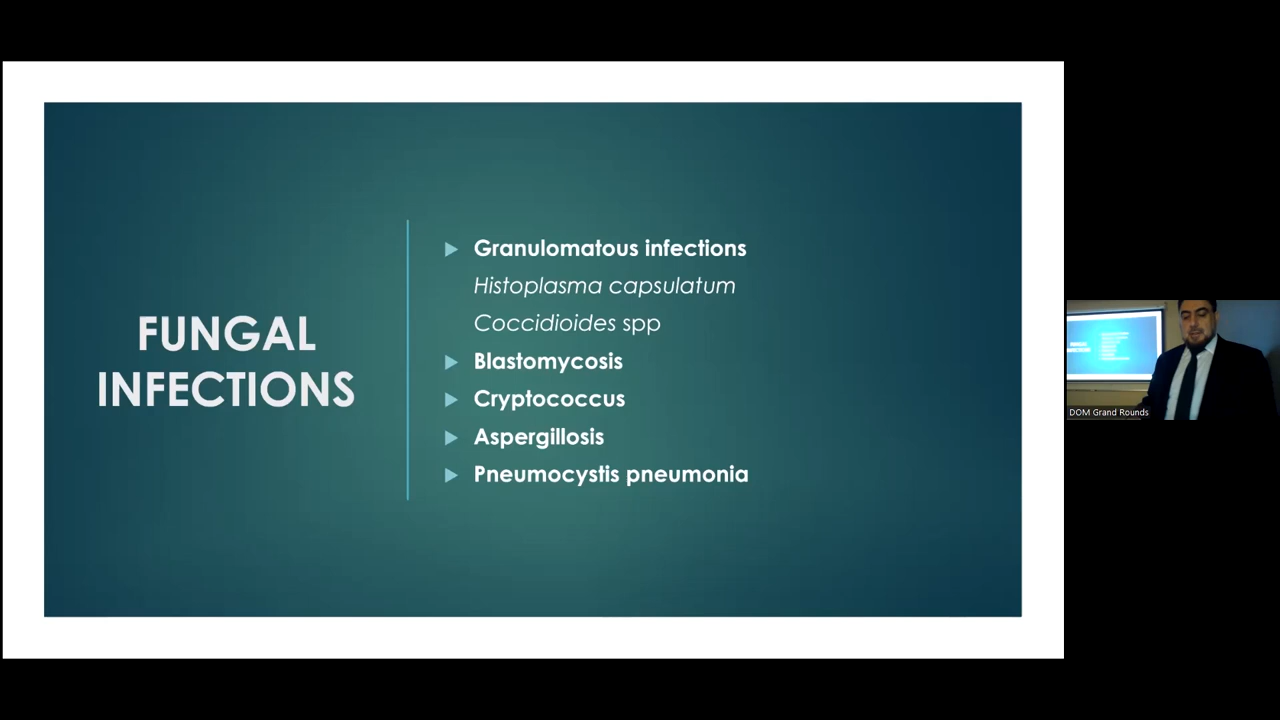 FUNGAL
INFECTIONS
Granulomatous infections
Histoplasma capsulatum
Coccidioides spp
Blastomycosis
Cryptococcus
Aspergillosis
Pneumocystis pneumonia
DOM Grand Rounds